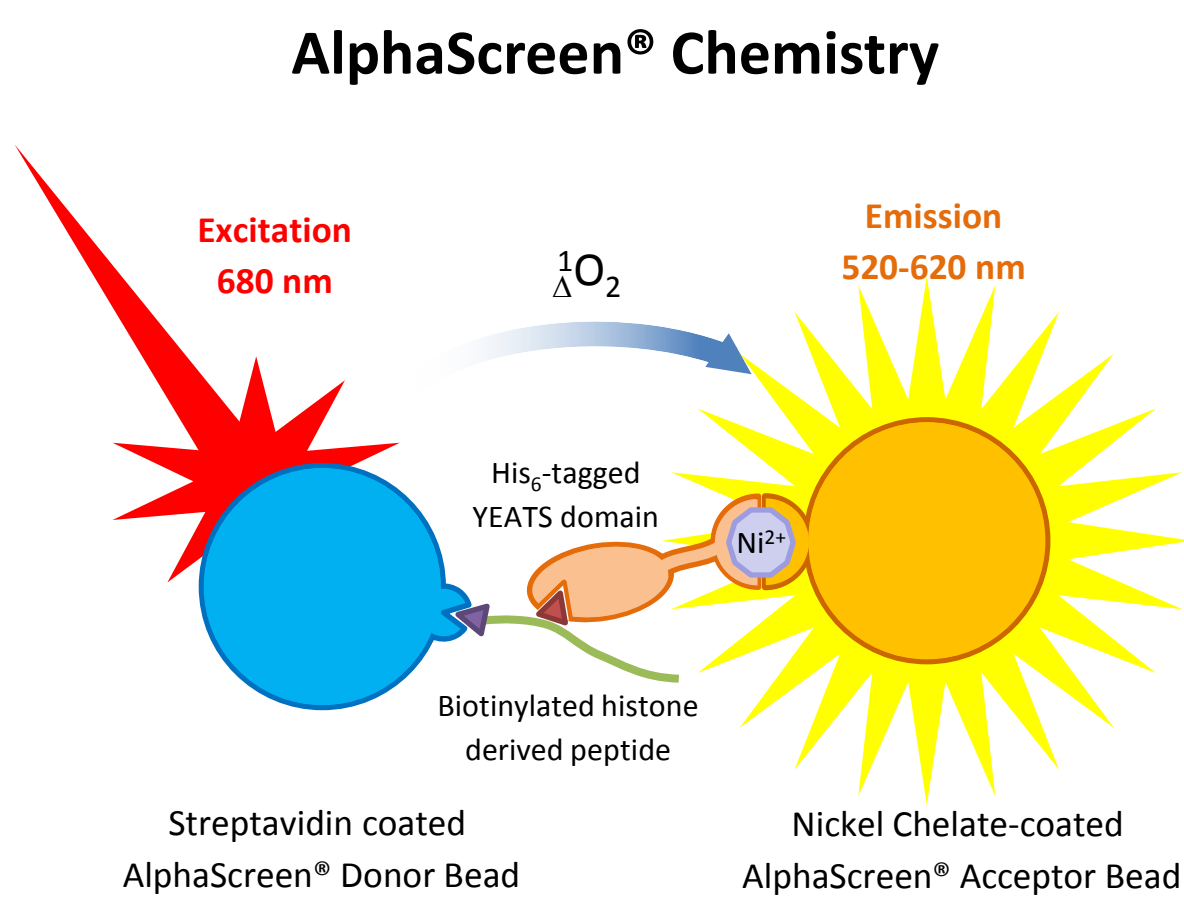 AlphaScreen® Chemistry
Excitation
680 nm
¹ΔO₂
Emission
520-620 nm
His₆-tagged
YEATS domain
Ni²⁺
Biotinylated histone
derived peptide
Streptavidin coated
AlphaScreen® Donor Bead
Nickel Chelate-coated
AlphaScreen® Acceptor Bead